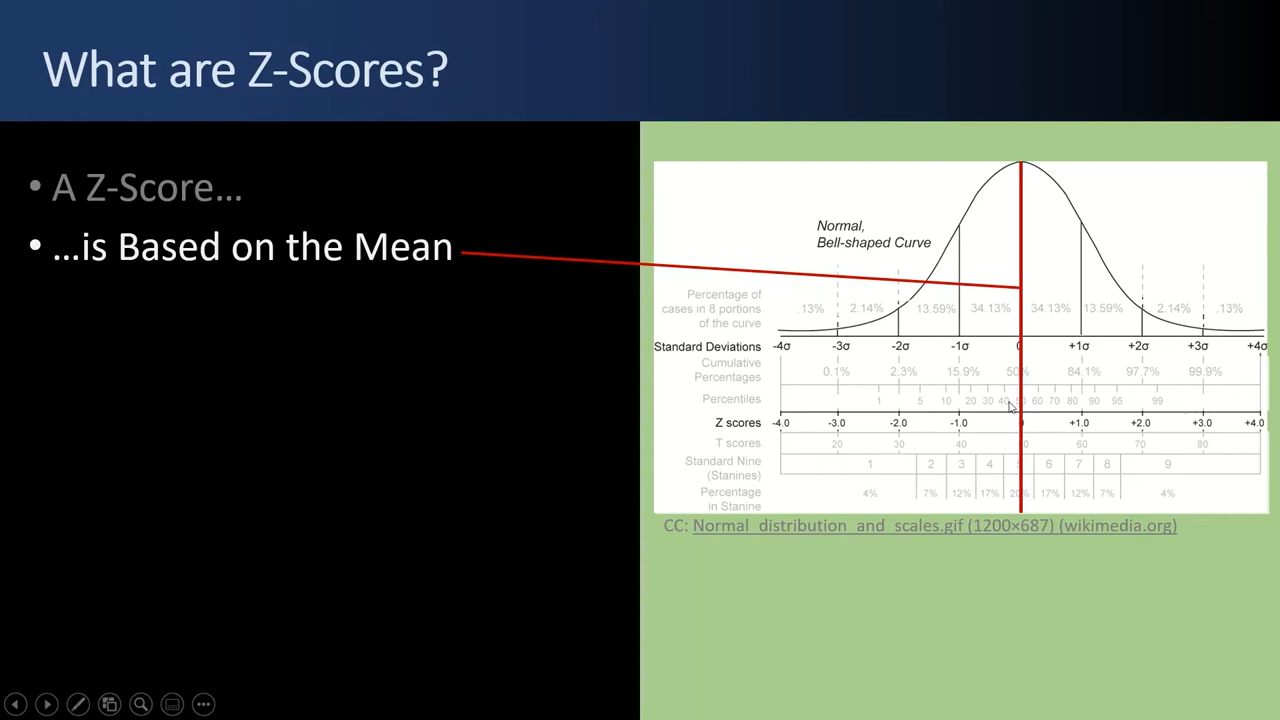 What are Z-Scores?
• A Z-Score...
• ...is Based on the Mean
Normal,
Bell-shaped Curve
Percentage of
cases in 8 portions
of the curve
.13% 2.14% 13.59% 34.13% 34.13% 13.59% 2.14% .13%
Standard Deviations -4σ -3σ -2σ -1σ 0 +1σ +2σ +3σ +4σ
Cumulative
Percentages
0.1% 2.3% 15.9% 50% 84.1% 97.7% 99.9%
Percentiles 1 5 10 20 30 40 50 60 70 80 90 95 99
Z scores -4.0 -3.0 -2.0 -1.0 0 +1.0 +2.0 +3.0 +4.0
T scores 20 30 40 50 60 70 80
Standard Nine
(Stanines)
1 2 3 4 5 6 7 8 9
Percentage
in Stanine
4% 7% 12% 17% 20% 17% 12% 7% 4%
CC: Normal_distribution_and_scales.gif (1200×687) (wikimedia.org)